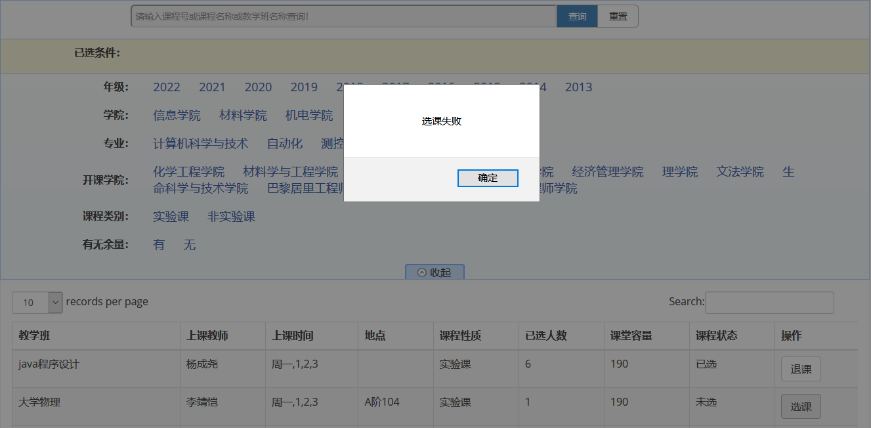 请输入课程号或课程名称或教学班名称查询! 查询 重置
已选条件:
年级: 2022 2021 2020 2019 2014 2013
学院: 信息学院 材料学院 机电学院
选课失败
专业: 计算机科学与技术 自动化 测控
开课学院: 化学工程学院 材料科学与工程学院 学院 经济管理学院 理学院 文法学院 生
确定
命科学与技术学院 巴黎居里工程师 程师学院
课程类别: 实验课 非实验课
有无余量: 有 无
收起
10 records per page Search:
教学班 上课教师 上课时间 地点 课程性质 已选人数 课堂容量 课程状态 操作
java程序设计 杨成尧 周一,1,2,3 实验课 6 190 已选 退课
大学物理 李婧恺 周一,1,2,3 A阶104 实验课 1 190 未选 选课